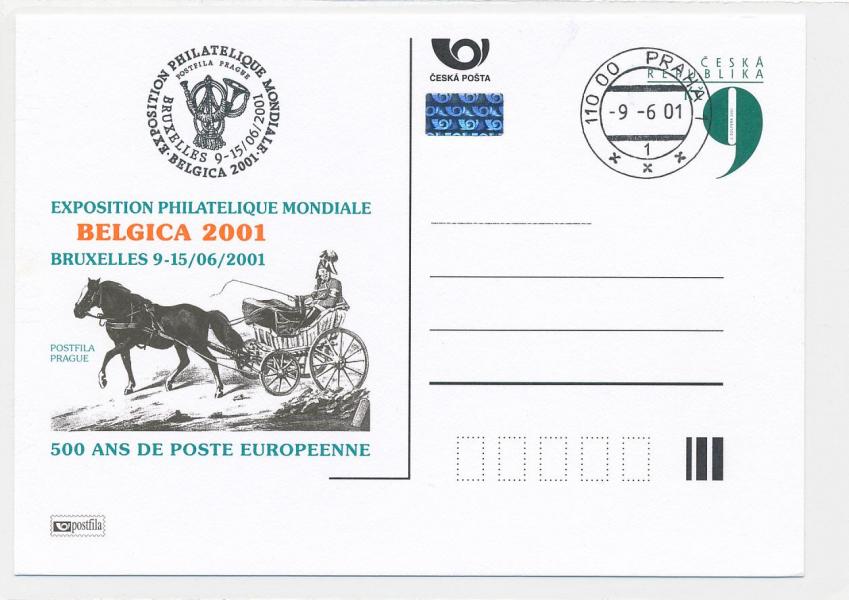 EXPOSITION PHILATELIQUE MONDIALE
POSTFILA PRAGUE
BRUXELLES 9-15/06/2001
·BELGICA 2001·
EXPOSITION PHILATELIQUE MONDIALE
BELGICA 2001
BRUXELLES 9-15/06/2001
POSTFILA
PRAGUE
500 ANS DE POSTE EUROPEENNE
postfila
ČESKÁ POŠTA
110 00 PRAHA 1
-9 -6 01
1
ČESKÁ
REPUBLIKA